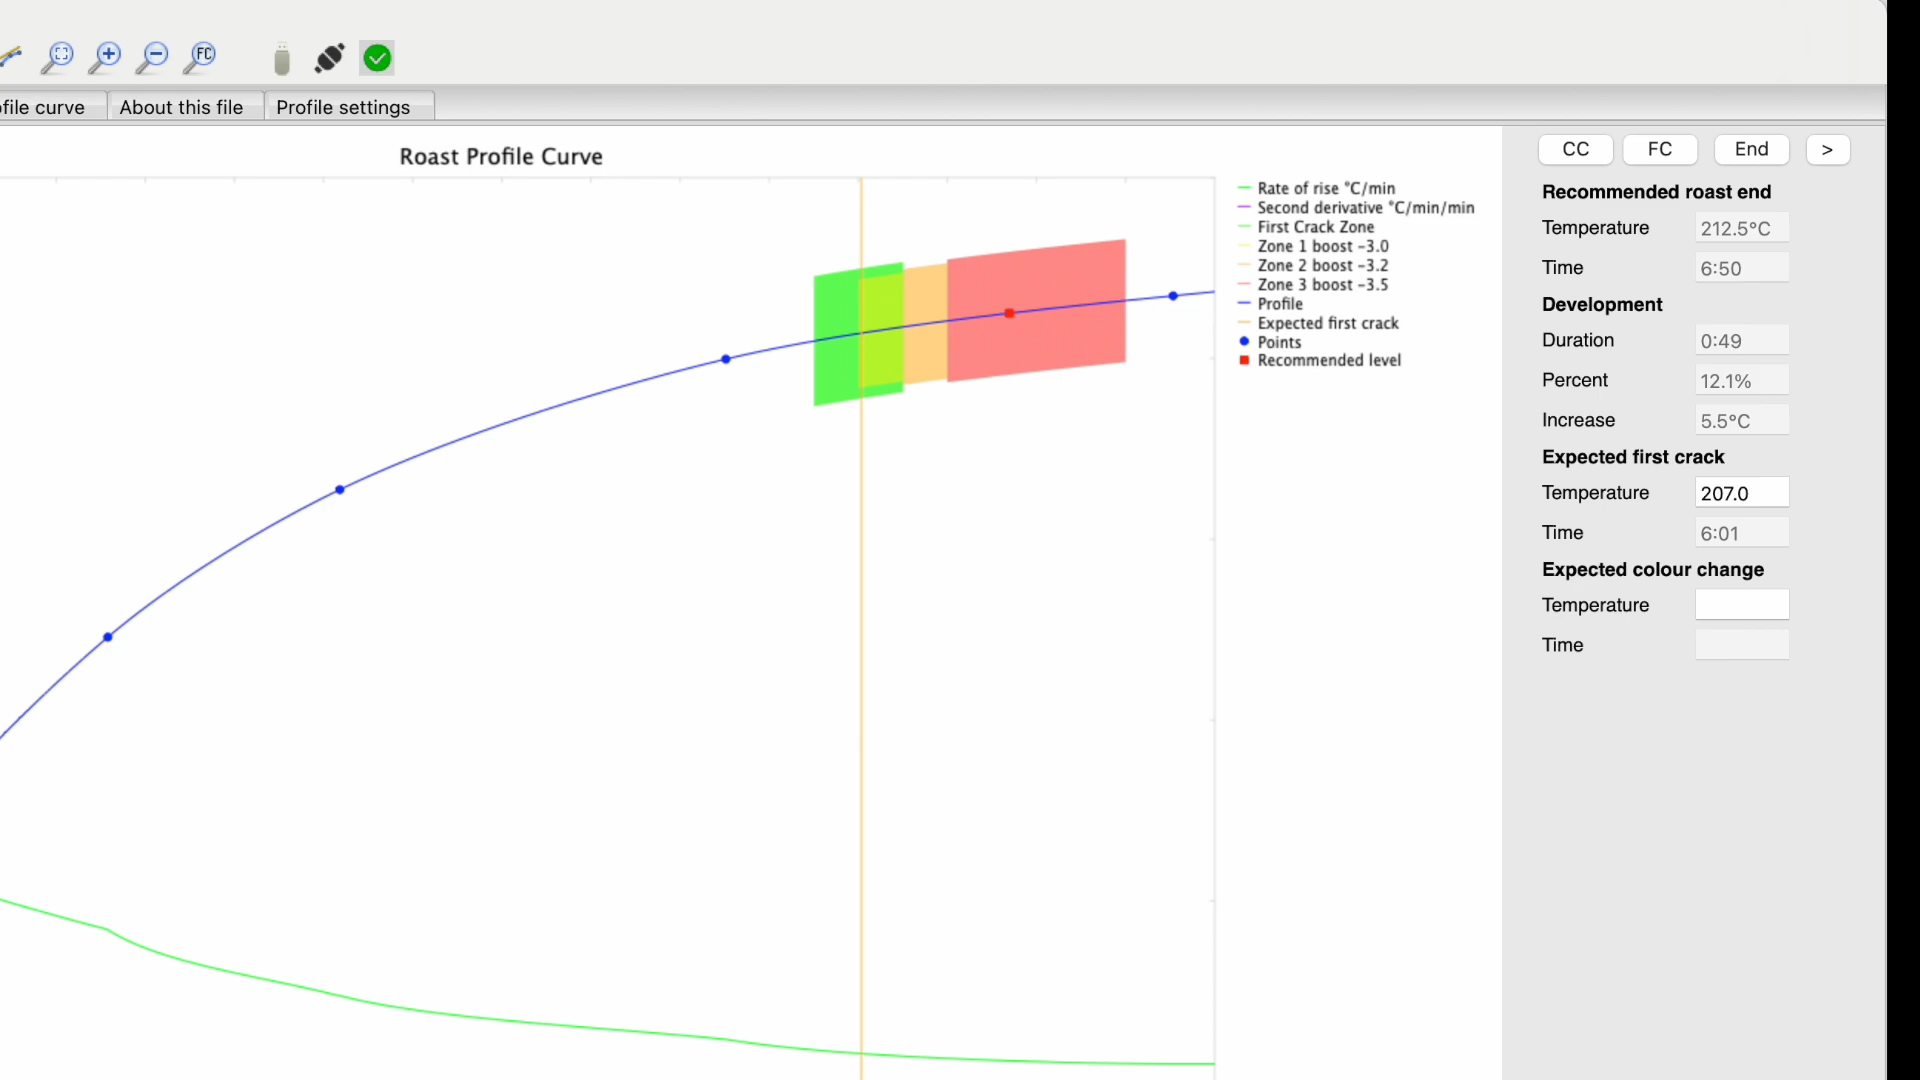 FC
file curve
About this file
Profile settings
Roast Profile Curve
Rate of rise °C/min
Second derivative °C/min/min
First Crack Zone
Zone 1 boost -3.0
Zone 2 boost -3.2
Zone 3 boost -3.5
Profile
Expected first crack
Points
Recommended level
CC
FC
End
>
Recommended roast end
Temperature 212.5°C
Time 6:50
Development
Duration 0:49
Percent 12.1%
Increase 5.5°C
Expected first crack
Temperature 207.0
Time 6:01
Expected colour change
Temperature
Time